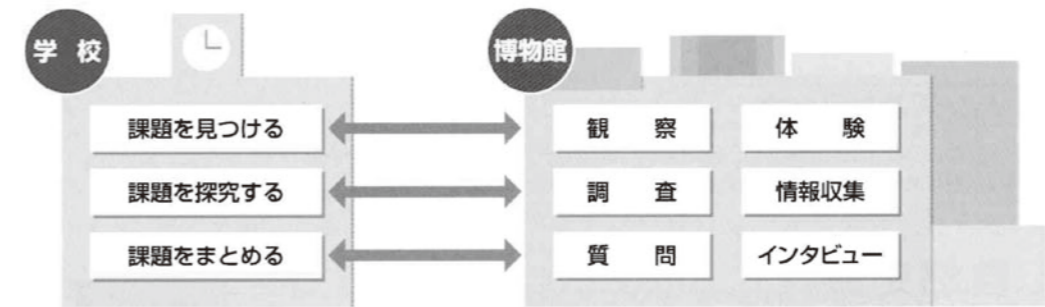 学校
博物館
課題を見つける
観察
体験
課題を探究する
調査
情報収集
課題をまとめる
質問
インタビュー